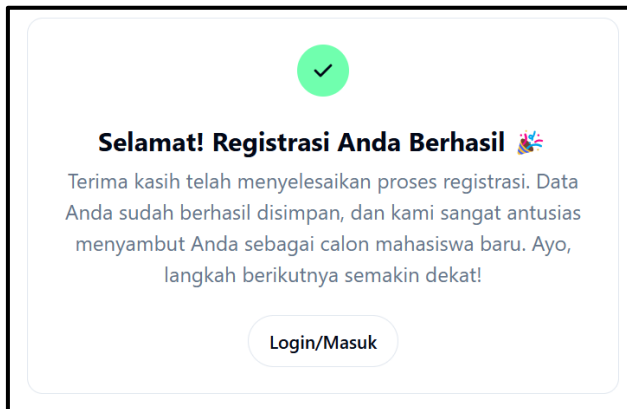 Selamat! Registrasi Anda Berhasil 🎉
Terima kasih telah menyelesaikan proses registrasi. Data
Anda sudah berhasil disimpan, dan kami sangat antusias
menyambut Anda sebagai calon mahasiswa baru. Ayo,
langkah berikutnya semakin dekat!
Login/Masuk